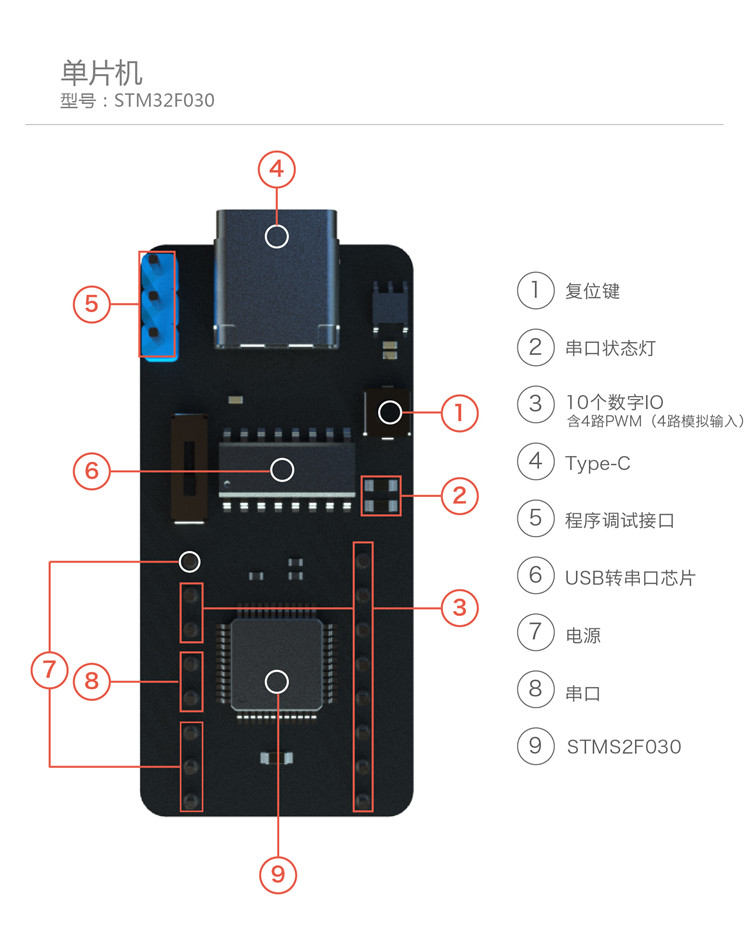 单片机
型号：STM32F030
4
5
1
6
2
3
7
8
9
1 复位键
2 串口状态灯
3 10个数字IO
含4路PWM（4路模拟输入）
4 Type-C
5 程序调试接口
6 USB转串口芯片
7 电源
8 串口
9 STMS2F030